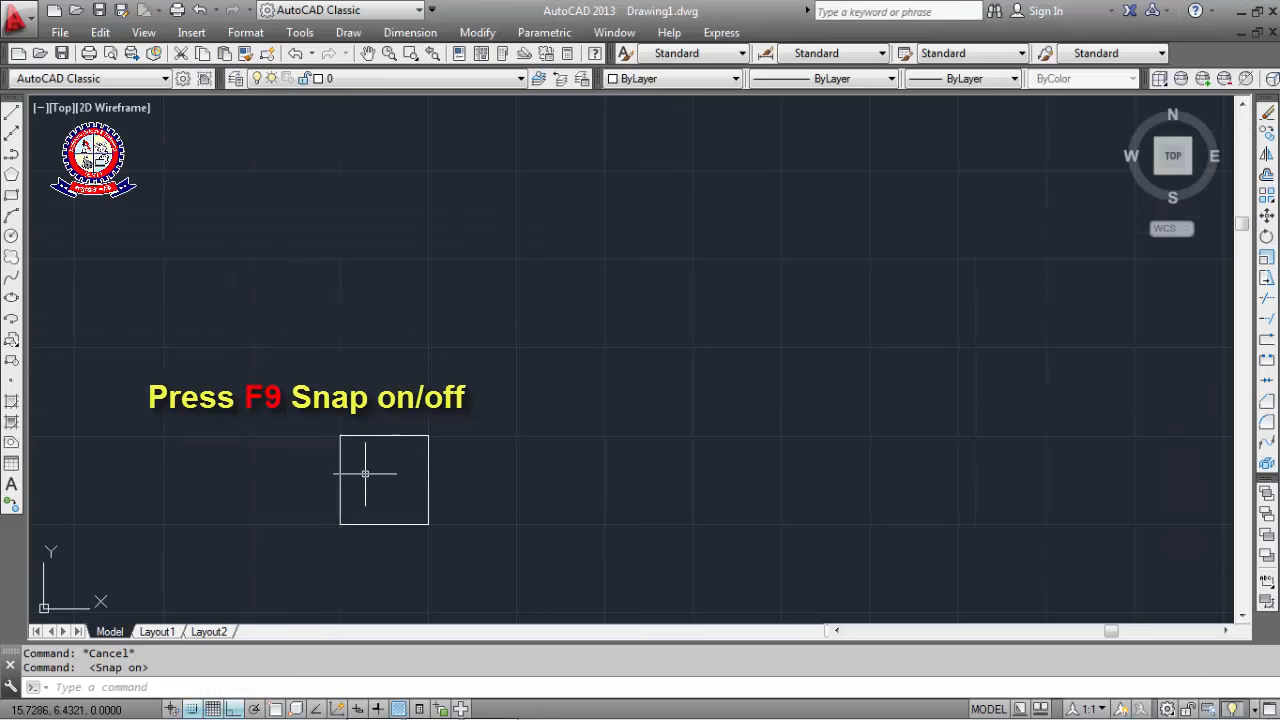 AutoCAD Classic
AutoCAD 2013 Drawing1.dwg
Type a keyword or phrase
Sign In
File Edit View Insert Format Tools Draw Dimension Modify Parametric Window Help Express
Standard Standard Standard Standard
AutoCAD Classic 0 ByLayer ByLayer ByLayer ByColor
[−][Top][2D Wireframe]
N
W TOP E
S
WCS
Press F9 Snap on/off
Y
X
Model Layout1 Layout2
Command: *Cancel*
Command: <Snap on>
Type a command
15.7286, 6.4321, 0.0000 MODEL 1:1